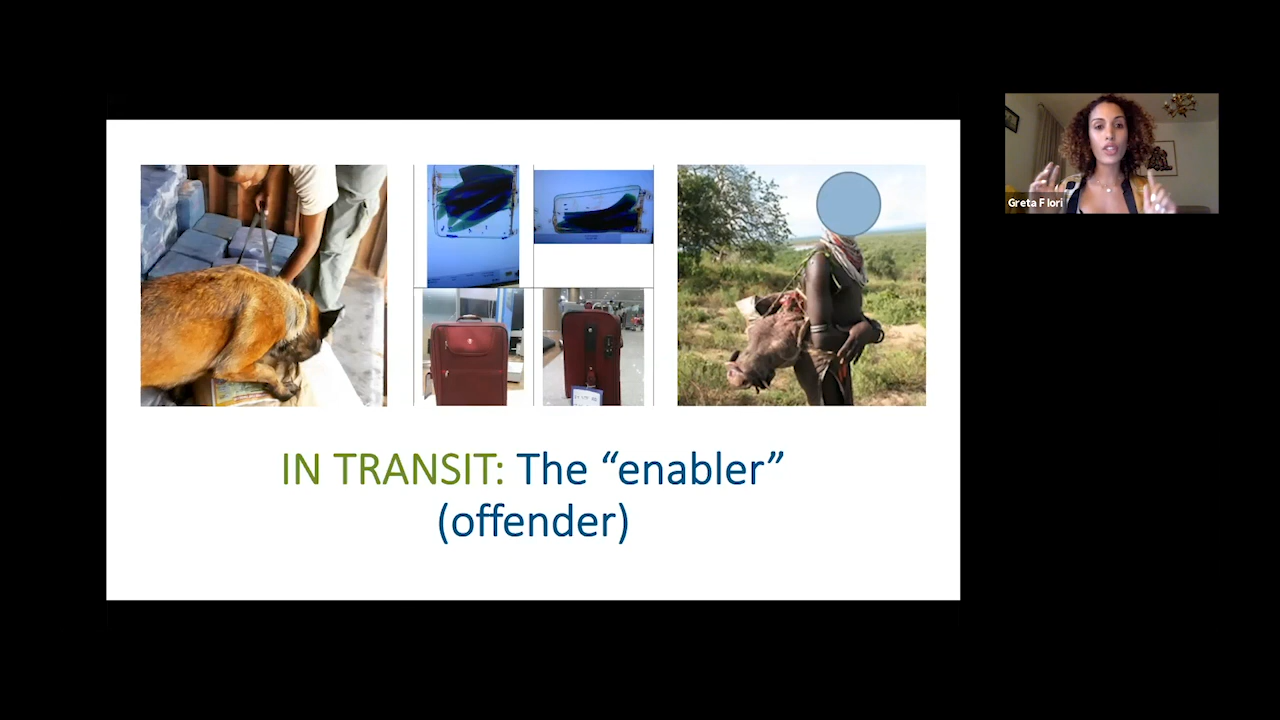 IN TRANSIT: The “enabler”
(offender)
Greta F Iori